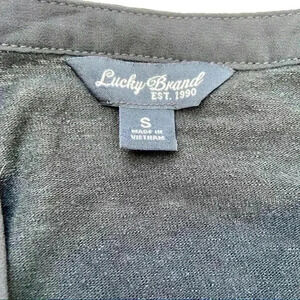 Lucky Brand
EST. 1990
S
MADE IN
VIETNAM